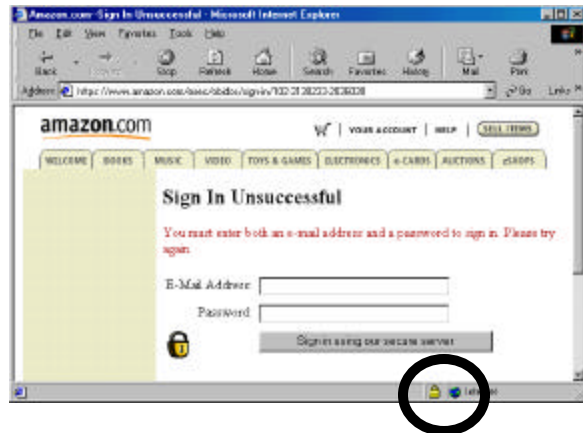 Amazon.com-Sign In Unsuccessful - Microsoft Internet Explorer
File Edit View Favorites Tools Help
Back Stop Refresh Home Search Favorites History Mail Print
Address Go Links »
amazon.com
YOUR ACCOUNT | HELP | SELL ITEMS
WELCOME BOOKS MUSIC VIDEO TOYS & GAMES ELECTRONICS e-CARDS AUCTIONS zSHOPS
Sign In Unsuccessful
You must enter both an e-mail address and a password to sign in. Please try
again.
E-Mail Address
Password
Sign in using our secure server